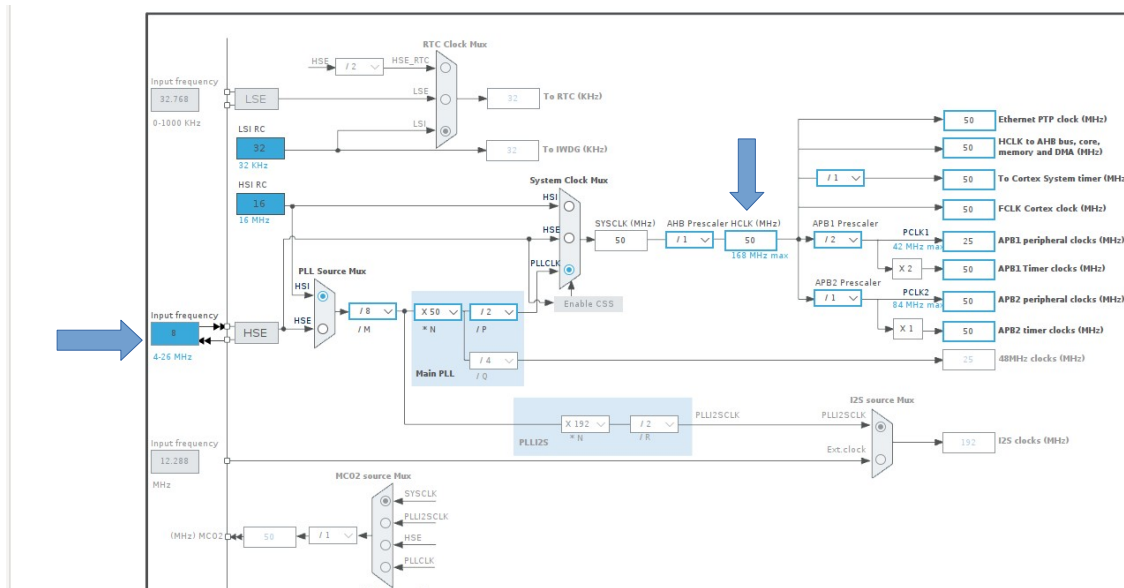 RTC Clock Mux
HSE
/ 2
HSE_RTC
Input frequency
32.768
0-1000 KHz
LSE
LSE
32
To RTC (KHz)
LSI RC
32
32 KHz
LSI
32
To IWDG (KHz)
HSI RC
16
16 MHz
System Clock Mux
HSI
HSE
PLLCLK
SYSCLK (MHz)
50
AHB Prescaler
/ 1
HCLK (MHz)
50
168 MHz max
Enable CSS
PLL Source Mux
HSI
HSE
Input frequency
8
4-26 MHz
HSE
/ 8
/ M
X 50
* N
/ 2
/ P
/ 4
/ Q
Main PLL
50
Ethernet PTP clock (MHz)
50
HCLK to AHB bus, core,
memory and DMA (MHz)
/ 1
50
To Cortex System timer (MHz
50
FCLK Cortex clock (MHz)
APB1 Prescaler
/ 2
PCLK1
42 MHz max
25
APB1 peripheral clocks (MHz)
X 2
50
APB1 Timer clocks (MHz)
APB2 Prescaler
/ 1
PCLK2
84 MHz max
50
APB2 peripheral clocks (MHz)
X 1
50
APB2 timer clocks (MHz)
25
48MHz clocks (MHz)
X 192
* N
/ 2
/ R
PLLI2S
PLLI2SCLK
I2S source Mux
PLLI2SCLK
Ext.clock
192
I2S clocks (MHz)
Input frequency
12.288
MHz
MCO2 source Mux
SYSCLK
PLLI2SCLK
HSE
PLLCLK
(MHz) MCO2
50
/ 1